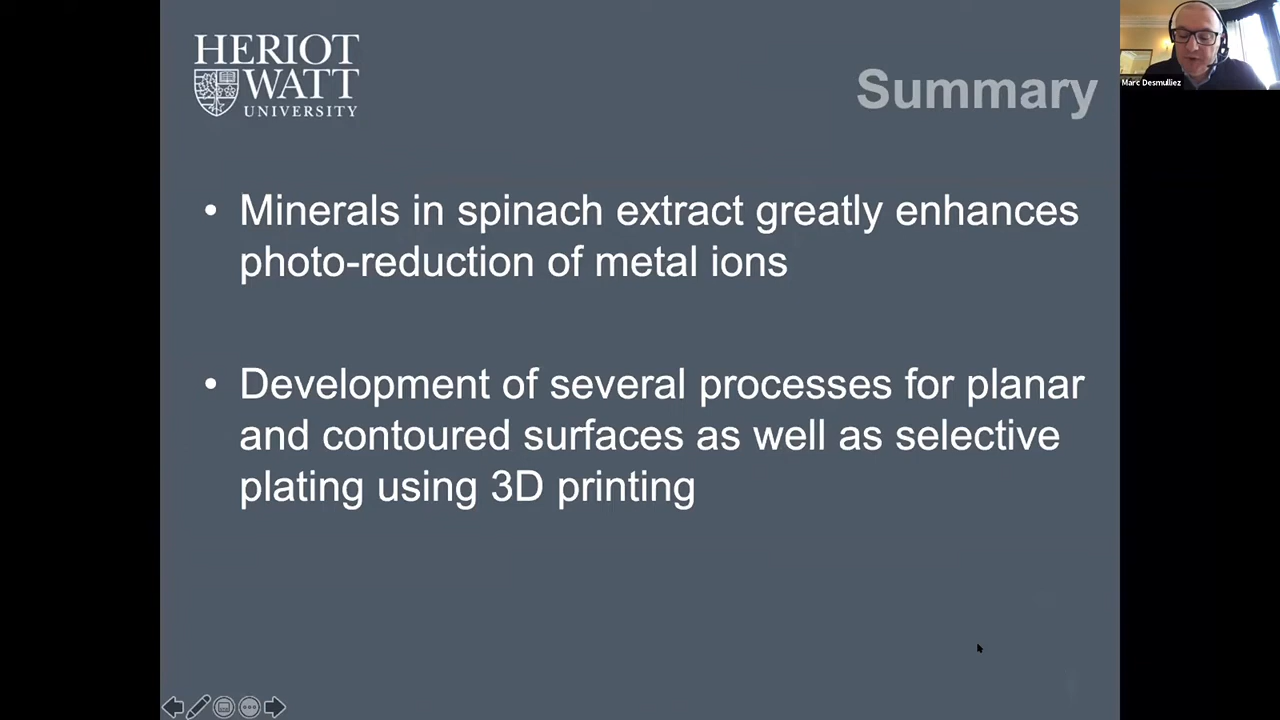 HERIOT
WATT
UNIVERSITY
Summary
Marc Desmulliez
• Minerals in spinach extract greatly enhances
photo-reduction of metal ions
• Development of several processes for planar
and contoured surfaces as well as selective
plating using 3D printing